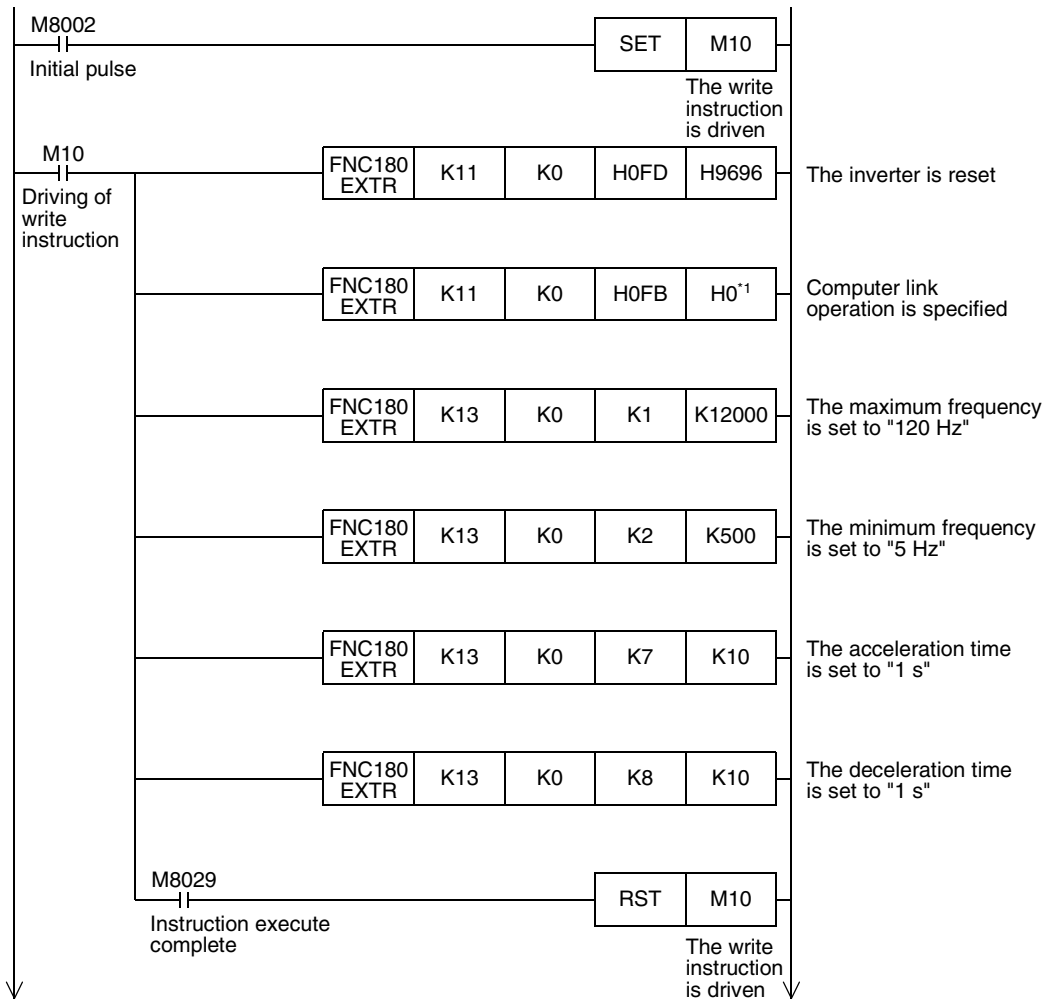 M8002
SET M10
Initial pulse
The write
instruction
is driven
M10
FNC180
EXTR K11 K0 H0FD H9696
The inverter is reset
Driving of
write
instruction
FNC180
EXTR K11 K0 H0FB H0*1
Computer link
operation is specified
FNC180
EXTR K13 K0 K1 K12000
The maximum frequency
is set to "120 Hz"
FNC180
EXTR K13 K0 K2 K500
The minimum frequency
is set to "5 Hz"
FNC180
EXTR K13 K0 K7 K10
The acceleration time
is set to "1 s"
FNC180
EXTR K13 K0 K8 K10
The deceleration time
is set to "1 s"
M8029
RST M10
Instruction execute
complete
The write
instruction
is driven